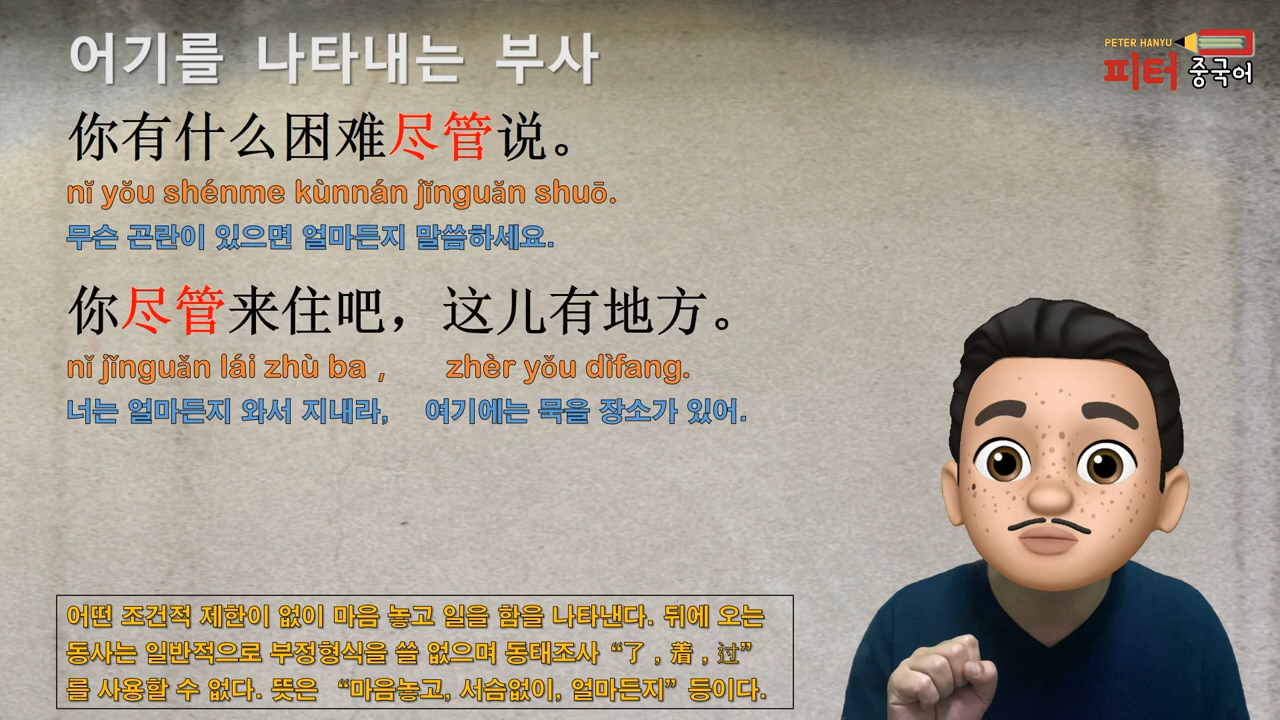 어기를 나타내는 부사
PETER HANYU
피터 중국어
你有什么困难尽管说。
nǐ yǒu shénme kùnnán jǐnguǎn shuō.
무슨 곤란이 있으면 얼마든지 말씀하세요.
你尽管来住吧，这儿有地方。
nǐ jǐnguǎn lái zhù ba , zhèr yǒu dìfang.
너는 얼마든지 와서 지내라, 여기에는 묵을 장소가 있어.
어떤 조건적 제한이 없이 마음 놓고 일을 함을 나타낸다. 뒤에 오는
동사는 일반적으로 부정형식을 쓸 없으며 동태조사 “了 , 着 , 过”
를 사용할 수 없다. 뜻은 “마음놓고, 서슴없이, 얼마든지” 등이다.